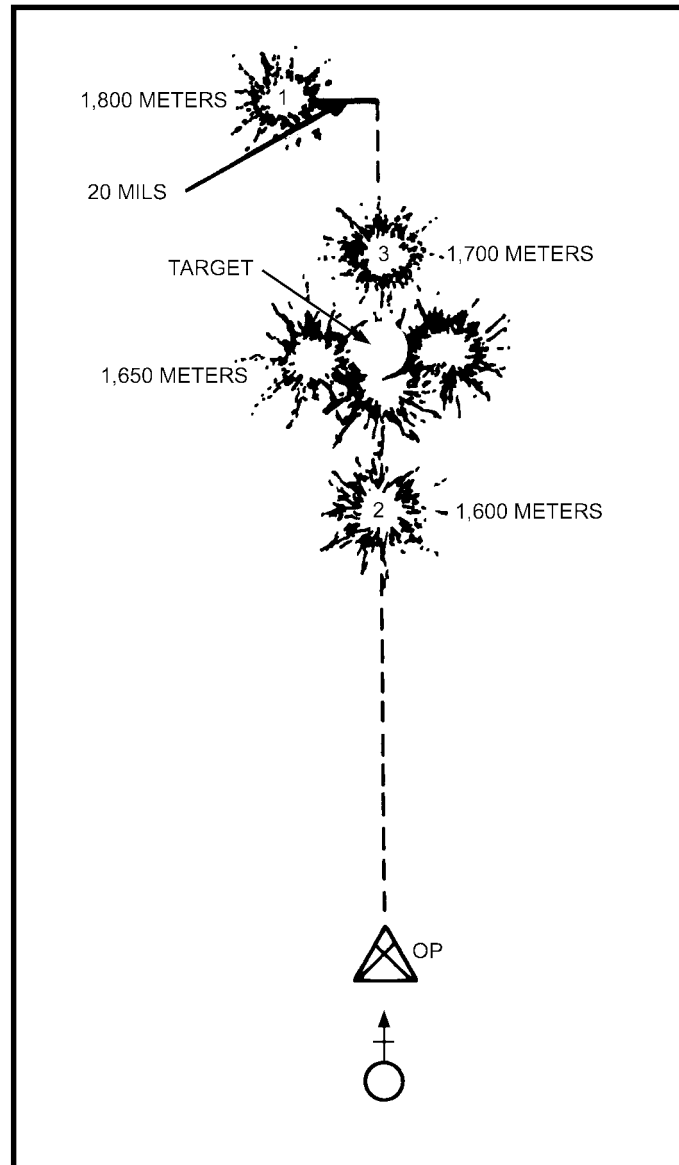 1
1,800 METERS
20 MILS
3
1,700 METERS
TARGET
1,650 METERS
2
1,600 METERS
OP